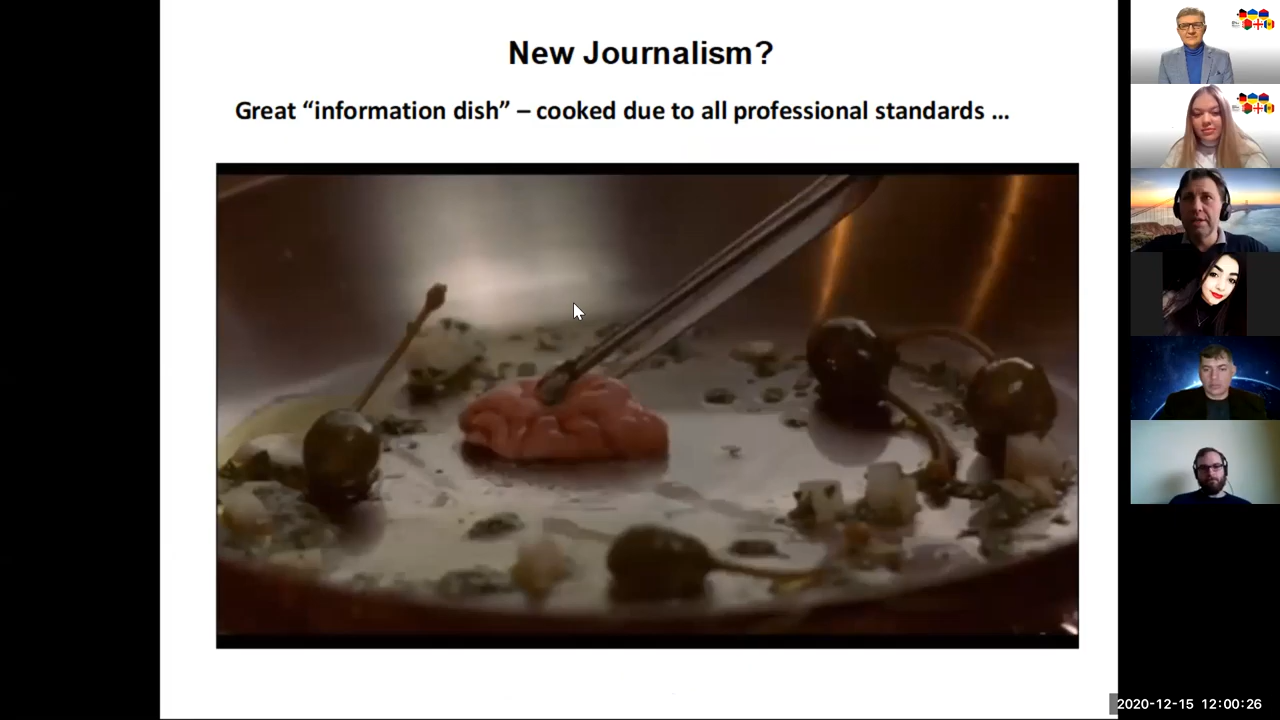 New Journalism?
Great “information dish” – cooked due to all professional standards ...
2020-12-15 12:00:26